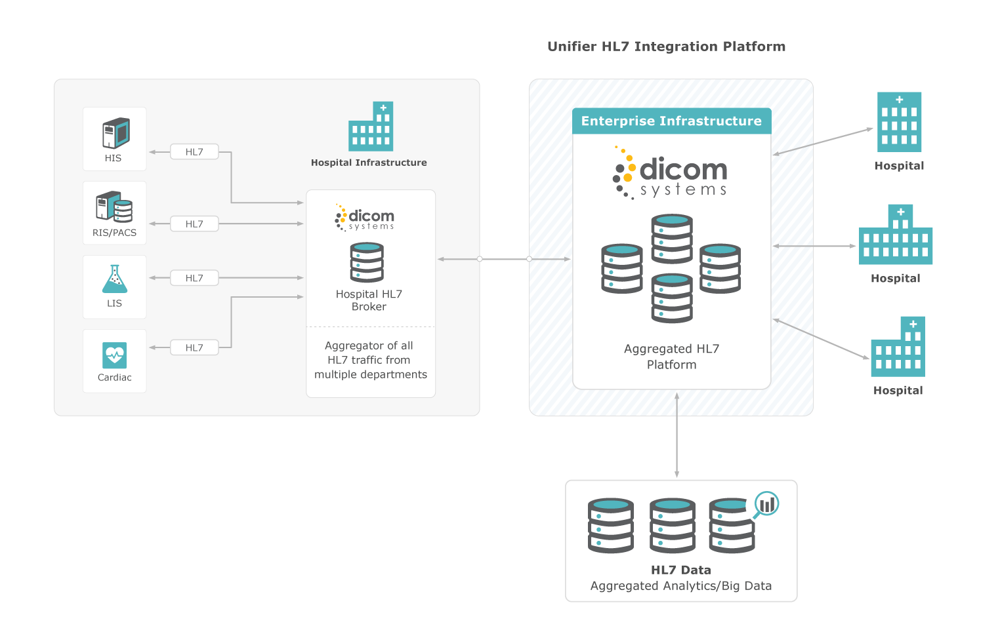 Unifier HL7 Integration Platform
HIS
RIS/PACS
LIS
Cardiac
HL7
HL7
HL7
HL7
Hospital Infrastructure
dicom
systems
Hospital HL7
Broker
Aggregator of all
HL7 traffic from
multiple departments
Enterprise Infrastructure
dicom
systems
Aggregated HL7
Platform
Hospital
Hospital
Hospital
HL7 Data
Aggregated Analytics/Big Data